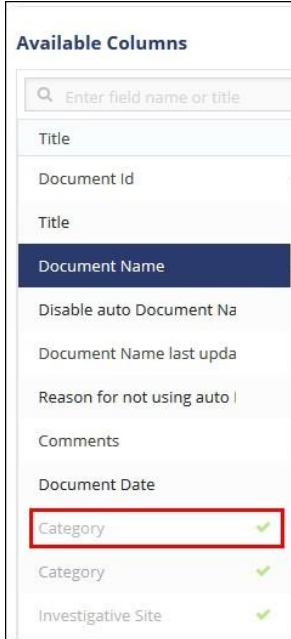 Available Columns
Enter field name or title
Title
Document Id
Title
Document Name
Disable auto Document Na
Document Name last upda
Reason for not using auto
Comments
Document Date
Category
Category
Investigative Site